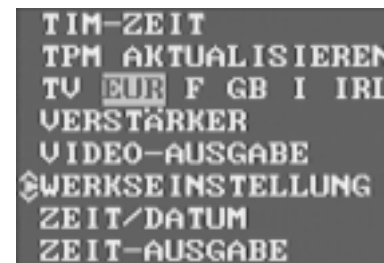 TIM-ZEIT
TPM AKTUALISIEREN
TV EUR F GB I IRL
VERSTÄRKER
VIDEO-AUSGABE
WERKSEINSTELLUNG
ZEIT/DATUM
ZEIT-AUSGABE